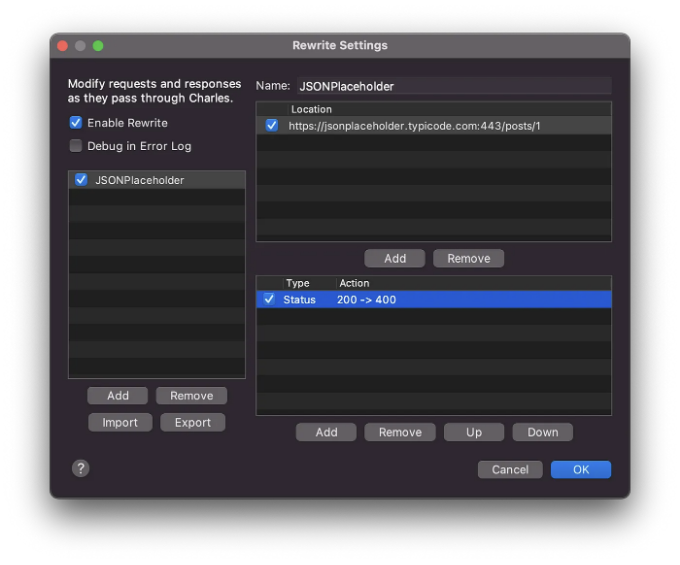 Rewrite Settings
Modify requests and responses
as they pass through Charles.
Enable Rewrite
Debug in Error Log
JSONPlaceholder
Add Remove
Import Export
Name: JSONPlaceholder
Location
https://jsonplaceholder.typicode.com:443/posts/1
Add Remove
Type Action
Status 200 -> 400
Add Remove Up Down
? Cancel OK